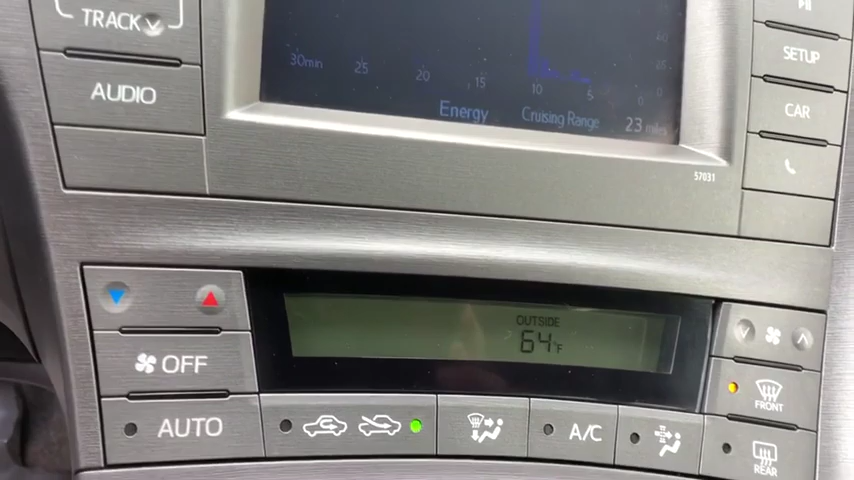 TRACK
SETUP
AUDIO
CAR
30min 25 20 15 10 5 0
0
Energy Cruising Range 23 miles
57031
OUTSIDE
64°F
OFF
FRONT
AUTO
A/C
REAR